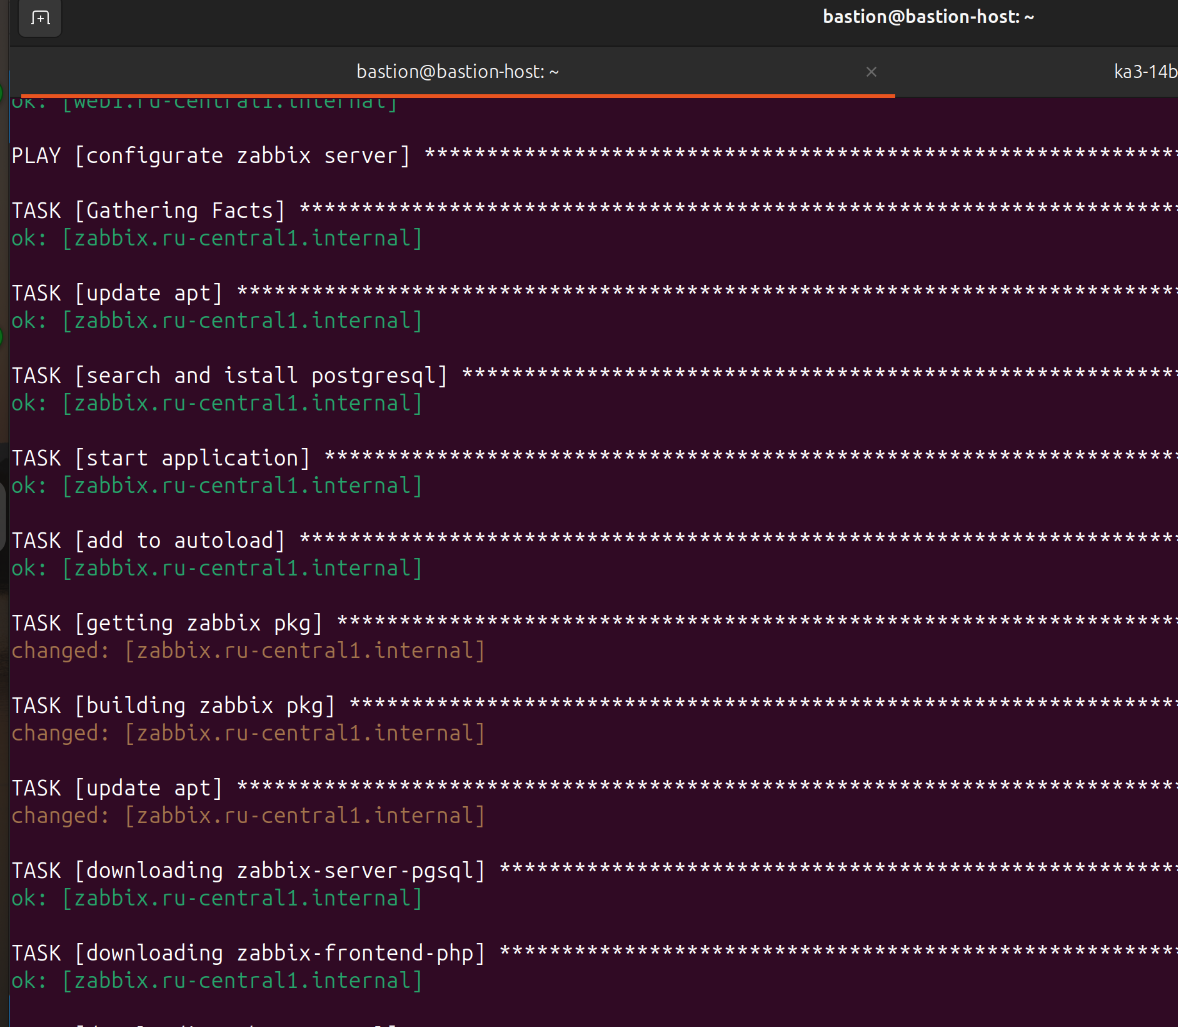 bastion@bastion-host: ~
bastion@bastion-host: ~ × ka3-14b
ok: [web1.ru-central1.internal]
PLAY [configurate zabbix server] ************************************************************
TASK [Gathering Facts] **********************************************************************
ok: [zabbix.ru-central1.internal]
TASK [update apt] ***************************************************************************
ok: [zabbix.ru-central1.internal]
TASK [search and istall postgresql] *********************************************************
ok: [zabbix.ru-central1.internal]
TASK [start application] ********************************************************************
ok: [zabbix.ru-central1.internal]
TASK [add to autoload] **********************************************************************
ok: [zabbix.ru-central1.internal]
TASK [getting zabbix pkg] *******************************************************************
changed: [zabbix.ru-central1.internal]
TASK [building zabbix pkg] ******************************************************************
changed: [zabbix.ru-central1.internal]
TASK [update apt] ***************************************************************************
changed: [zabbix.ru-central1.internal]
TASK [downloading zabbix-server-pgsql] ******************************************************
ok: [zabbix.ru-central1.internal]
TASK [downloading zabbix-frontend-php] ******************************************************
ok: [zabbix.ru-central1.internal]